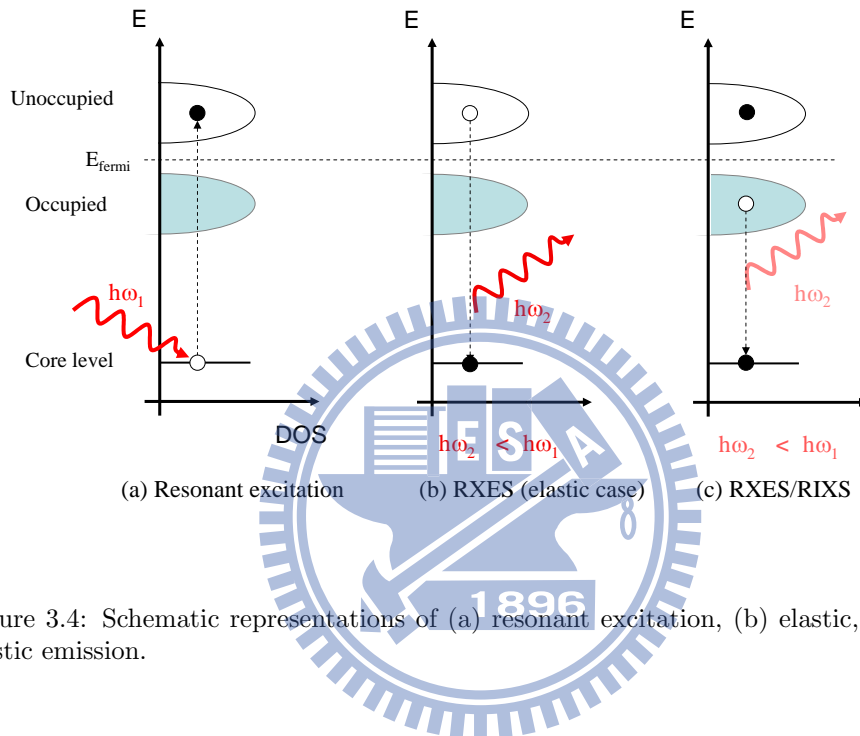 E
E
E
Unoccupied
E_fermi
Occupied
hω₁
hω₂
hω₂
Core level
DOS
hω₂ < hω₁
hω₂ < hω₁
(a) Resonant excitation
(b) RXES (elastic case)
(c) RXES/RIXS
E S A
1896
ure 3.4: Schematic representations of (a) resonant excitation, (b) elastic,
stic emission.